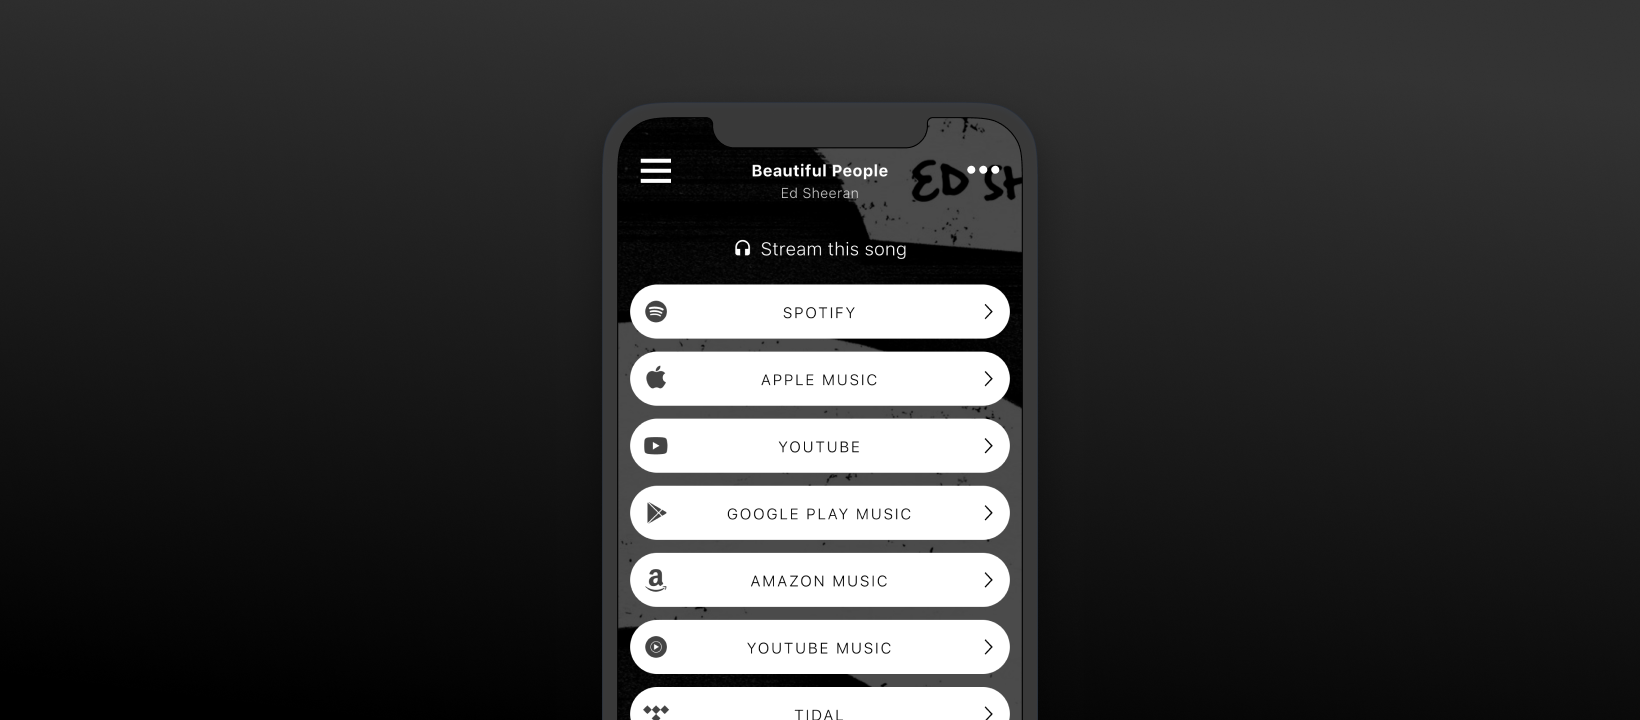 Beautiful People
Ed Sheeran
ED SH
Stream this song
SPOTIFY
APPLE MUSIC
YOUTUBE
GOOGLE PLAY MUSIC
AMAZON MUSIC
YOUTUBE MUSIC
TIDAL